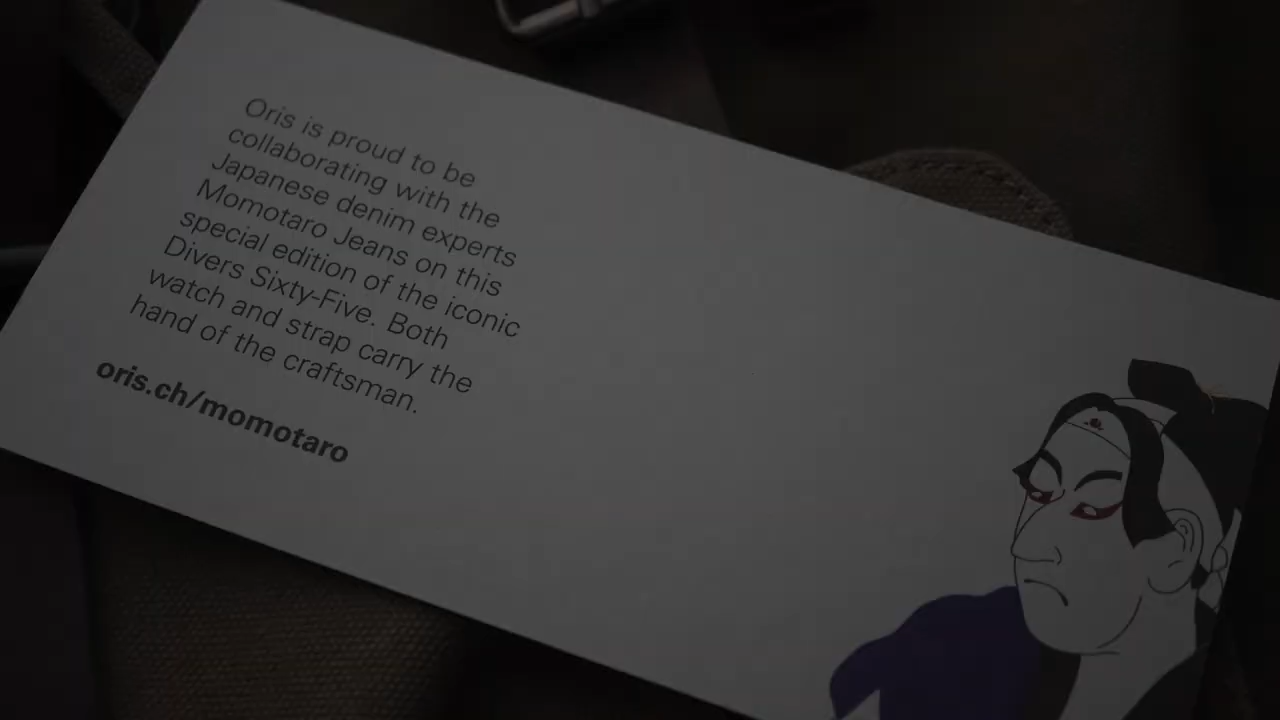 Oris is proud to be
collaborating with the
Japanese denim experts
Momotaro Jeans on this
special edition of the iconic
Divers Sixty-Five. Both
watch and strap carry the
hand of the craftsman.
oris.ch/momotaro